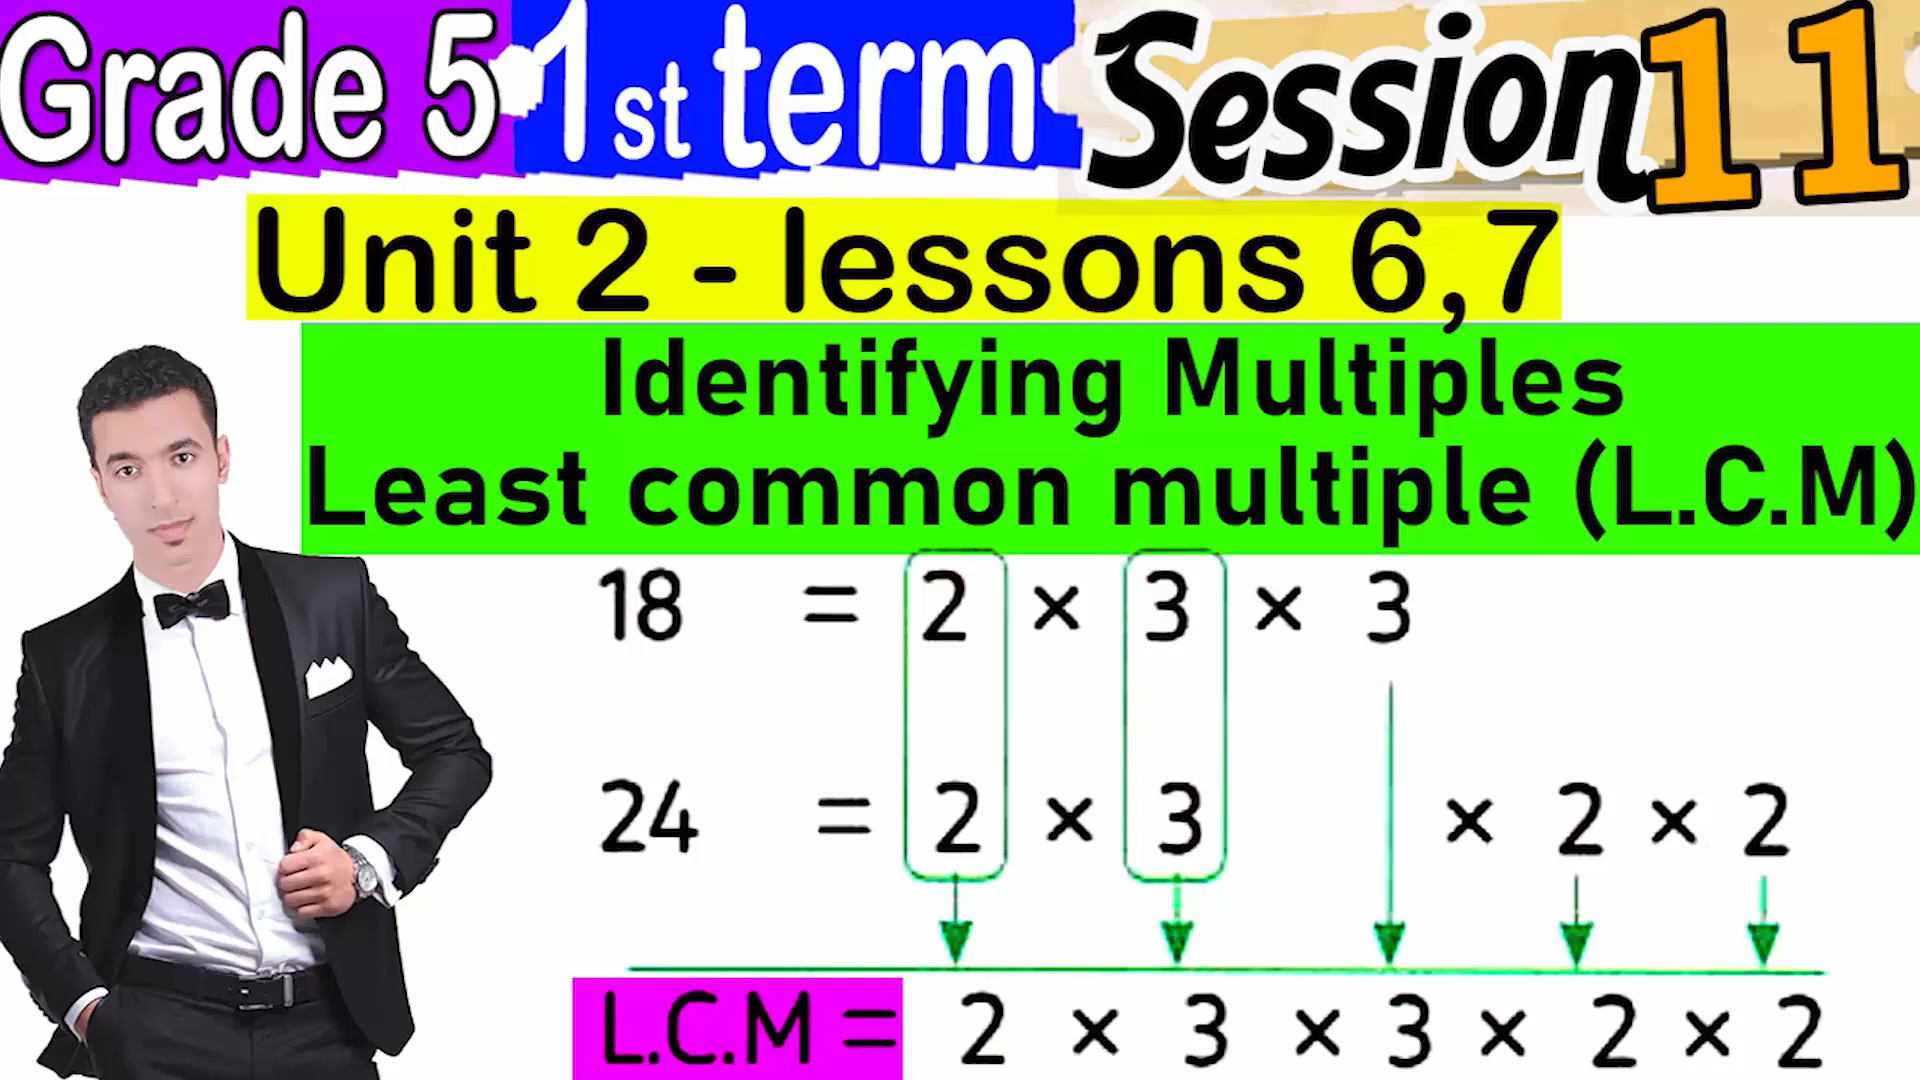 Grade 5 1st term Session 11
Unit 2 - lessons 6,7
Identifying Multiples
Least common multiple (L.C.M)
18 = 2 × 3 × 3
24 = 2 × 3 × 2 × 2
L.C.M = 2 × 3 × 3 × 2 × 2